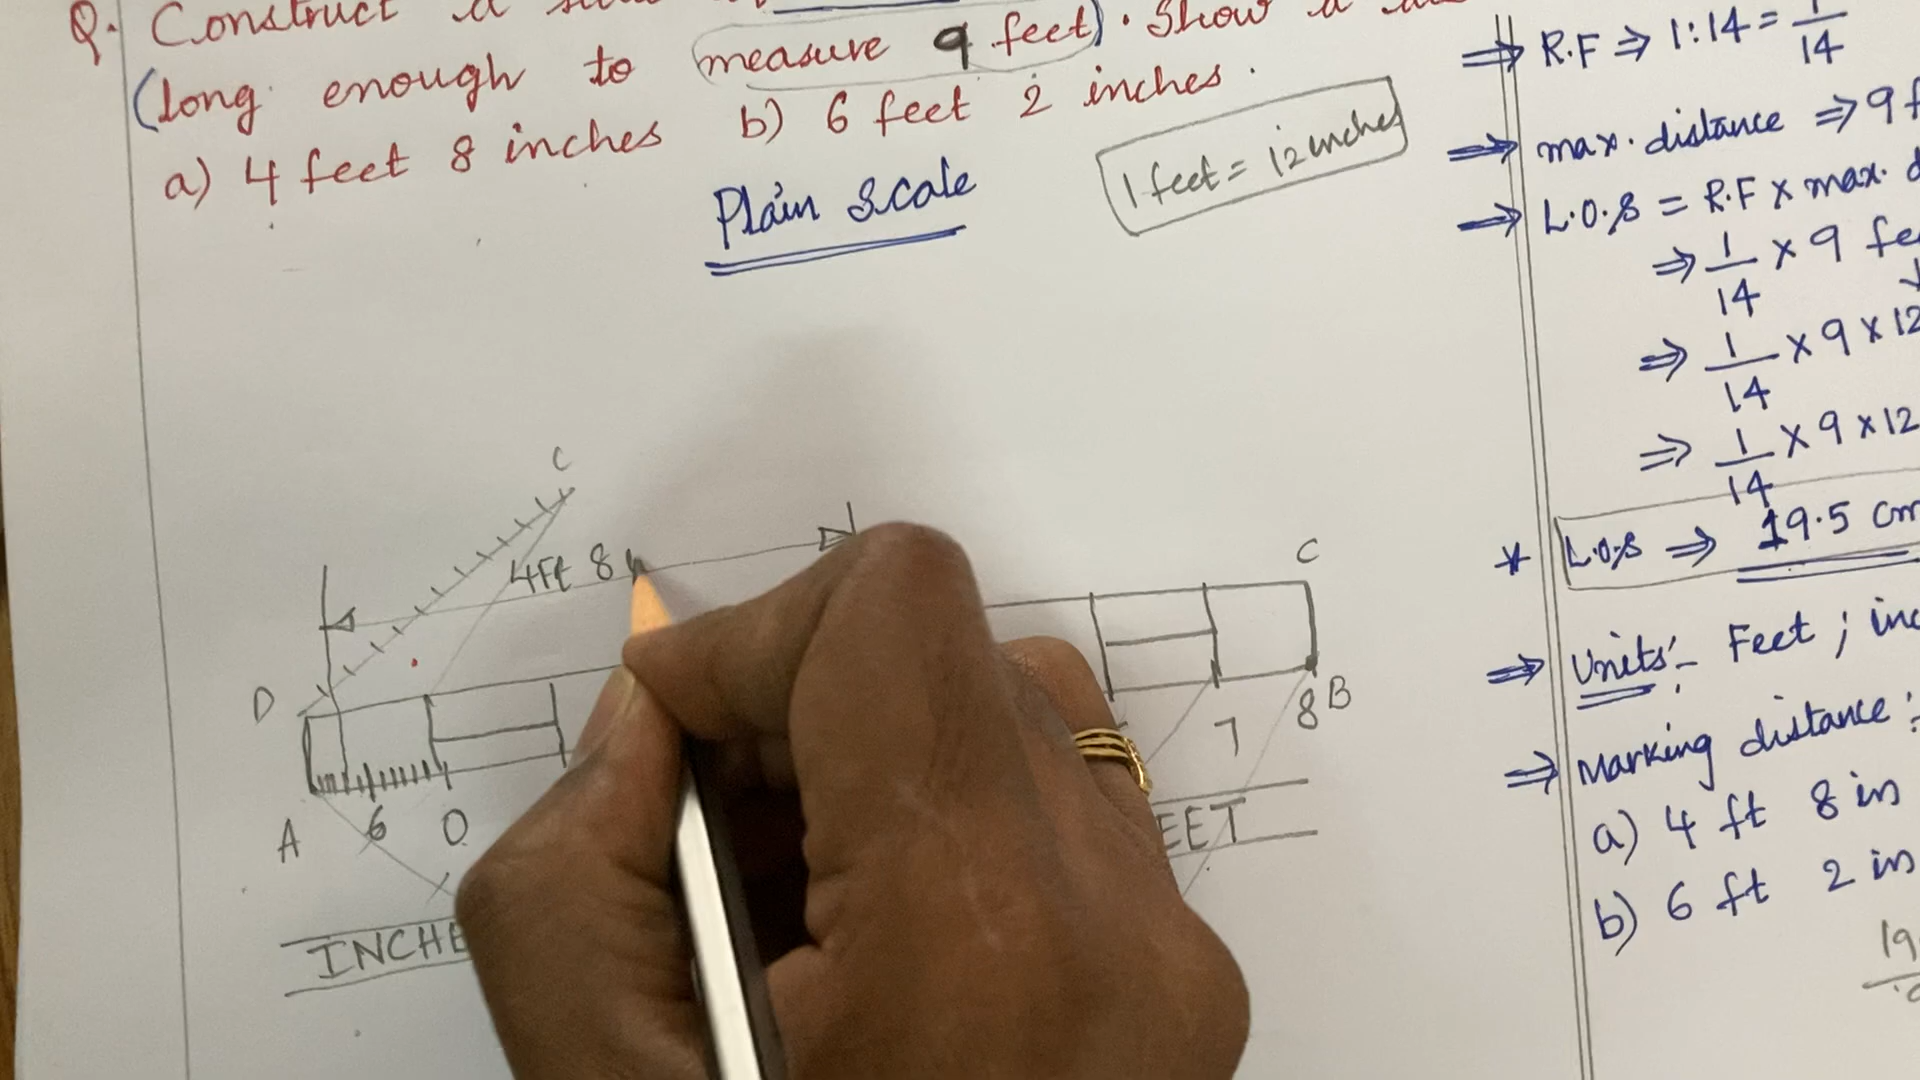 Q. Construct a
(long enough to measure 9 feet). Show a
a) 4 feet 8 inches b) 6 feet 2 inches.
Plain Scale
1 feet = 12 inches
C
4Ft 8
D
C
A
6
0
7
8 B
INCHE
EET
⇒ R.F ⇒ 1:14 = 1/14
⇒ max. distance ⇒ 9 f
⇒ L.O.S = R.F x max. d
⇒ 1/14 x 9 fe
⇒ 1/14 x 9 x 12
⇒ 1/14 x 9 x 12
* L.O.S ⇒ 19.5 cm
⇒ Units:- Feet ; inc
⇒ Marking distance :-
a) 4 ft 8 in
b) 6 ft 2 in
19